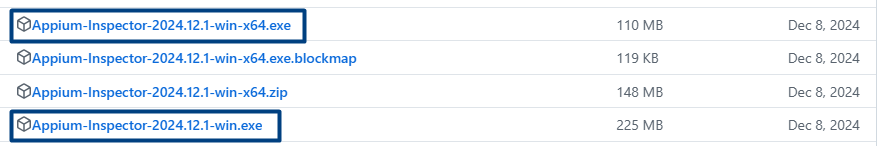 Appium-Inspector-2024.12.1-win-x64.exe 110 MB Dec 8, 2024
Appium-Inspector-2024.12.1-win-x64.exe.blockmap 119 KB Dec 8, 2024
Appium-Inspector-2024.12.1-win-x64.zip 148 MB Dec 8, 2024
Appium-Inspector-2024.12.1-win.exe 225 MB Dec 8, 2024